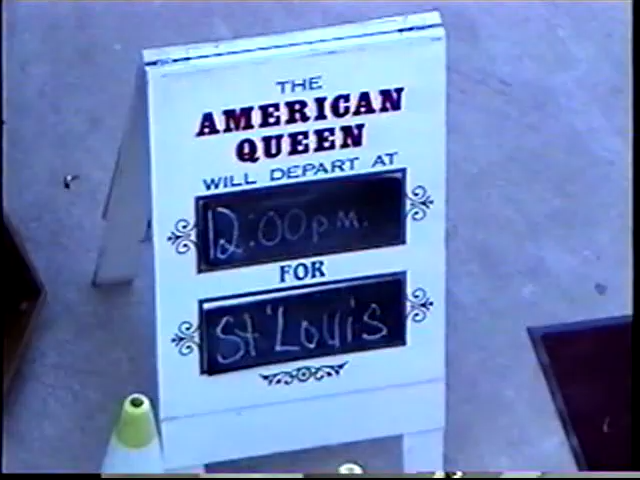 THE
AMERICAN
QUEEN
WILL DEPART AT
12:00pm.
FOR
St'Louis